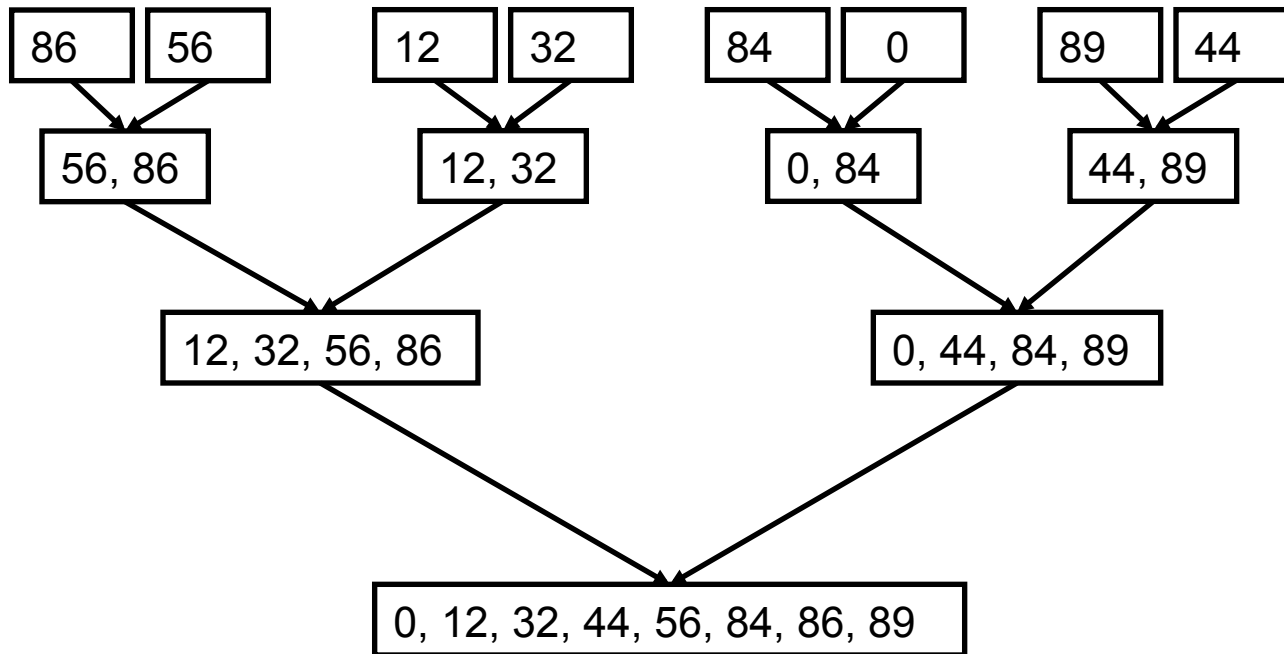 86 56 12 32 84 0 89 44
56, 86 12, 32 0, 84 44, 89
12, 32, 56, 86 0, 44, 84, 89
0, 12, 32, 44, 56, 84, 86, 89